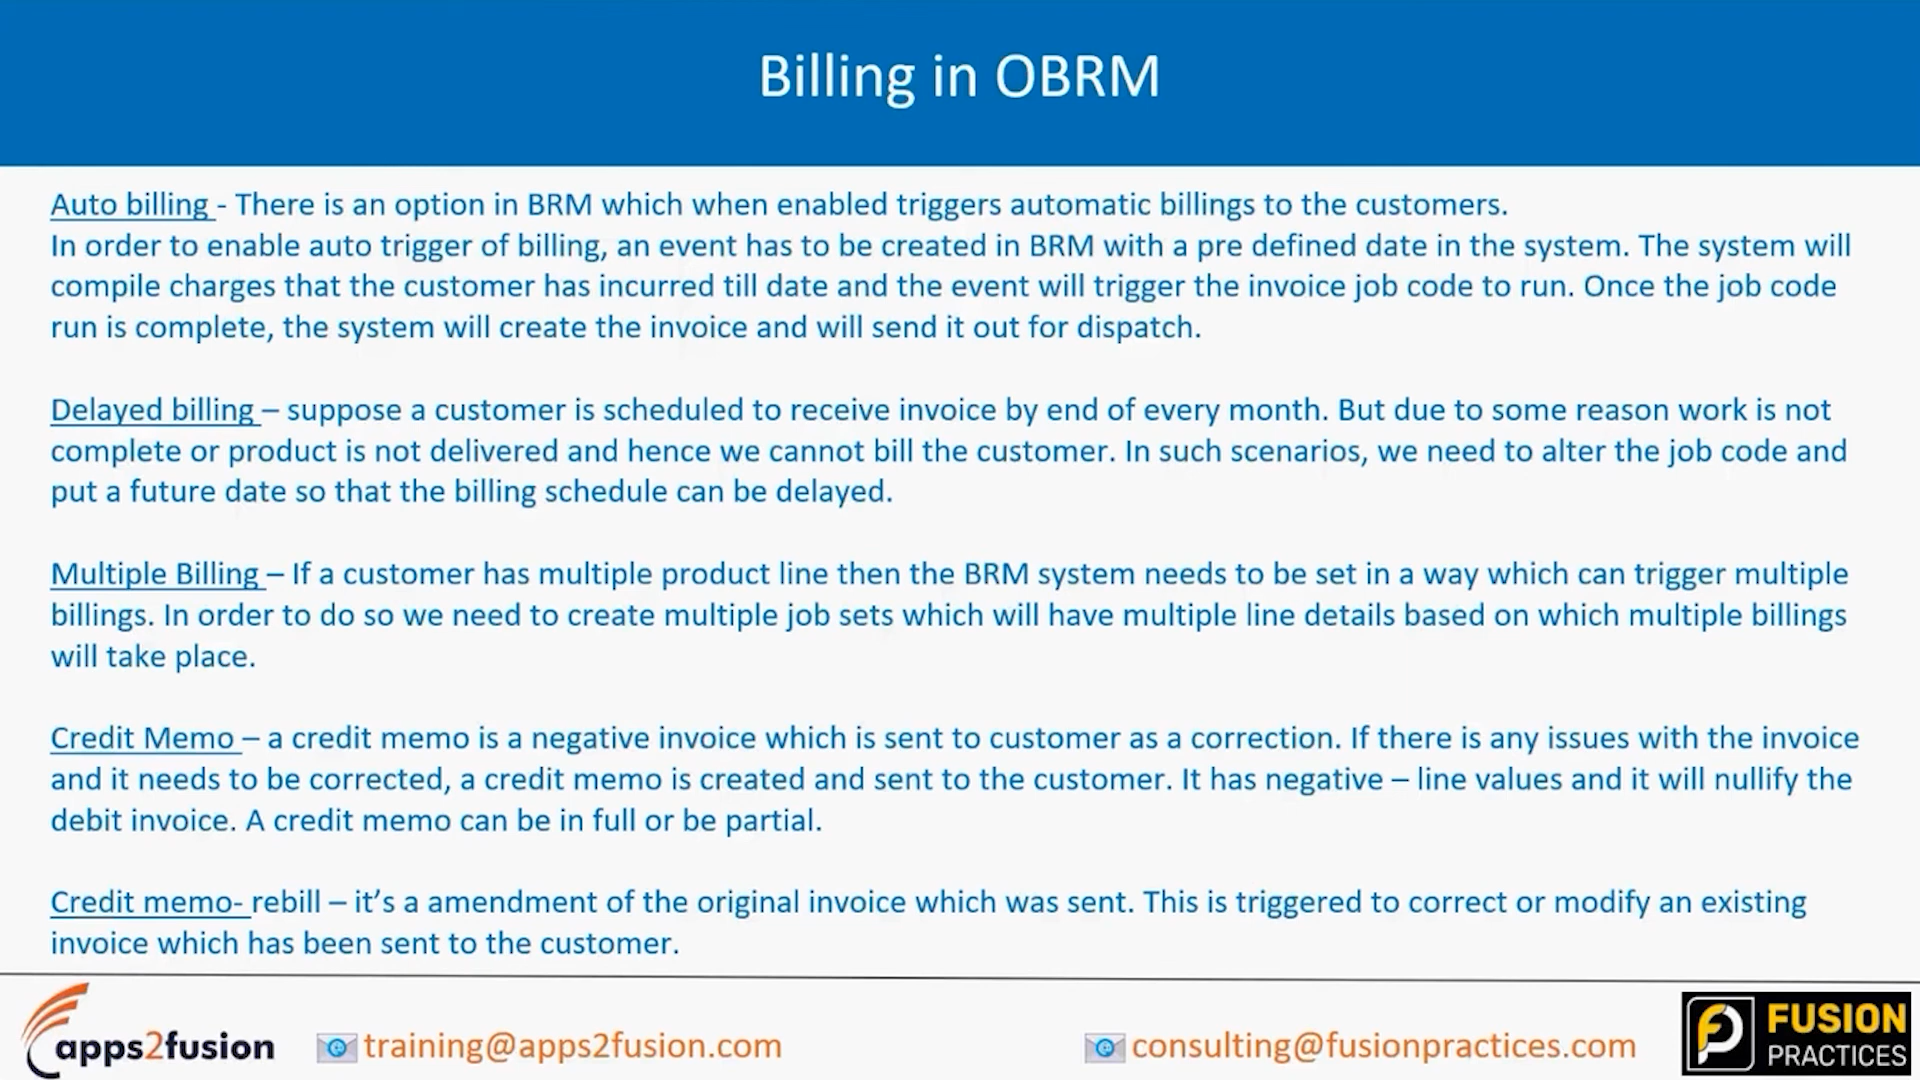 Billing in OBRM
Auto billing - There is an option in BRM which when enabled triggers automatic billings to the customers.
In order to enable auto trigger of billing, an event has to be created in BRM with a pre defined date in the system. The system will
compile charges that the customer has incurred till date and the event will trigger the invoice job code to run. Once the job code
run is complete, the system will create the invoice and will send it out for dispatch.
Delayed billing – suppose a customer is scheduled to receive invoice by end of every month. But due to some reason work is not
complete or product is not delivered and hence we cannot bill the customer. In such scenarios, we need to alter the job code and
put a future date so that the billing schedule can be delayed.
Multiple Billing – If a customer has multiple product line then the BRM system needs to be set in a way which can trigger multiple
billings. In order to do so we need to create multiple job sets which will have multiple line details based on which multiple billings
will take place.
Credit Memo – a credit memo is a negative invoice which is sent to customer as a correction. If there is any issues with the invoice
and it needs to be corrected, a credit memo is created and sent to the customer. It has negative – line values and it will nullify the
debit invoice. A credit memo can be in full or be partial.
Credit memo- rebill – it’s a amendment of the original invoice which was sent. This is triggered to correct or modify an existing
invoice which has been sent to the customer.
apps2fusion
training@apps2fusion.com
consulting@fusionpractices.com
FUSION
PRACTICES